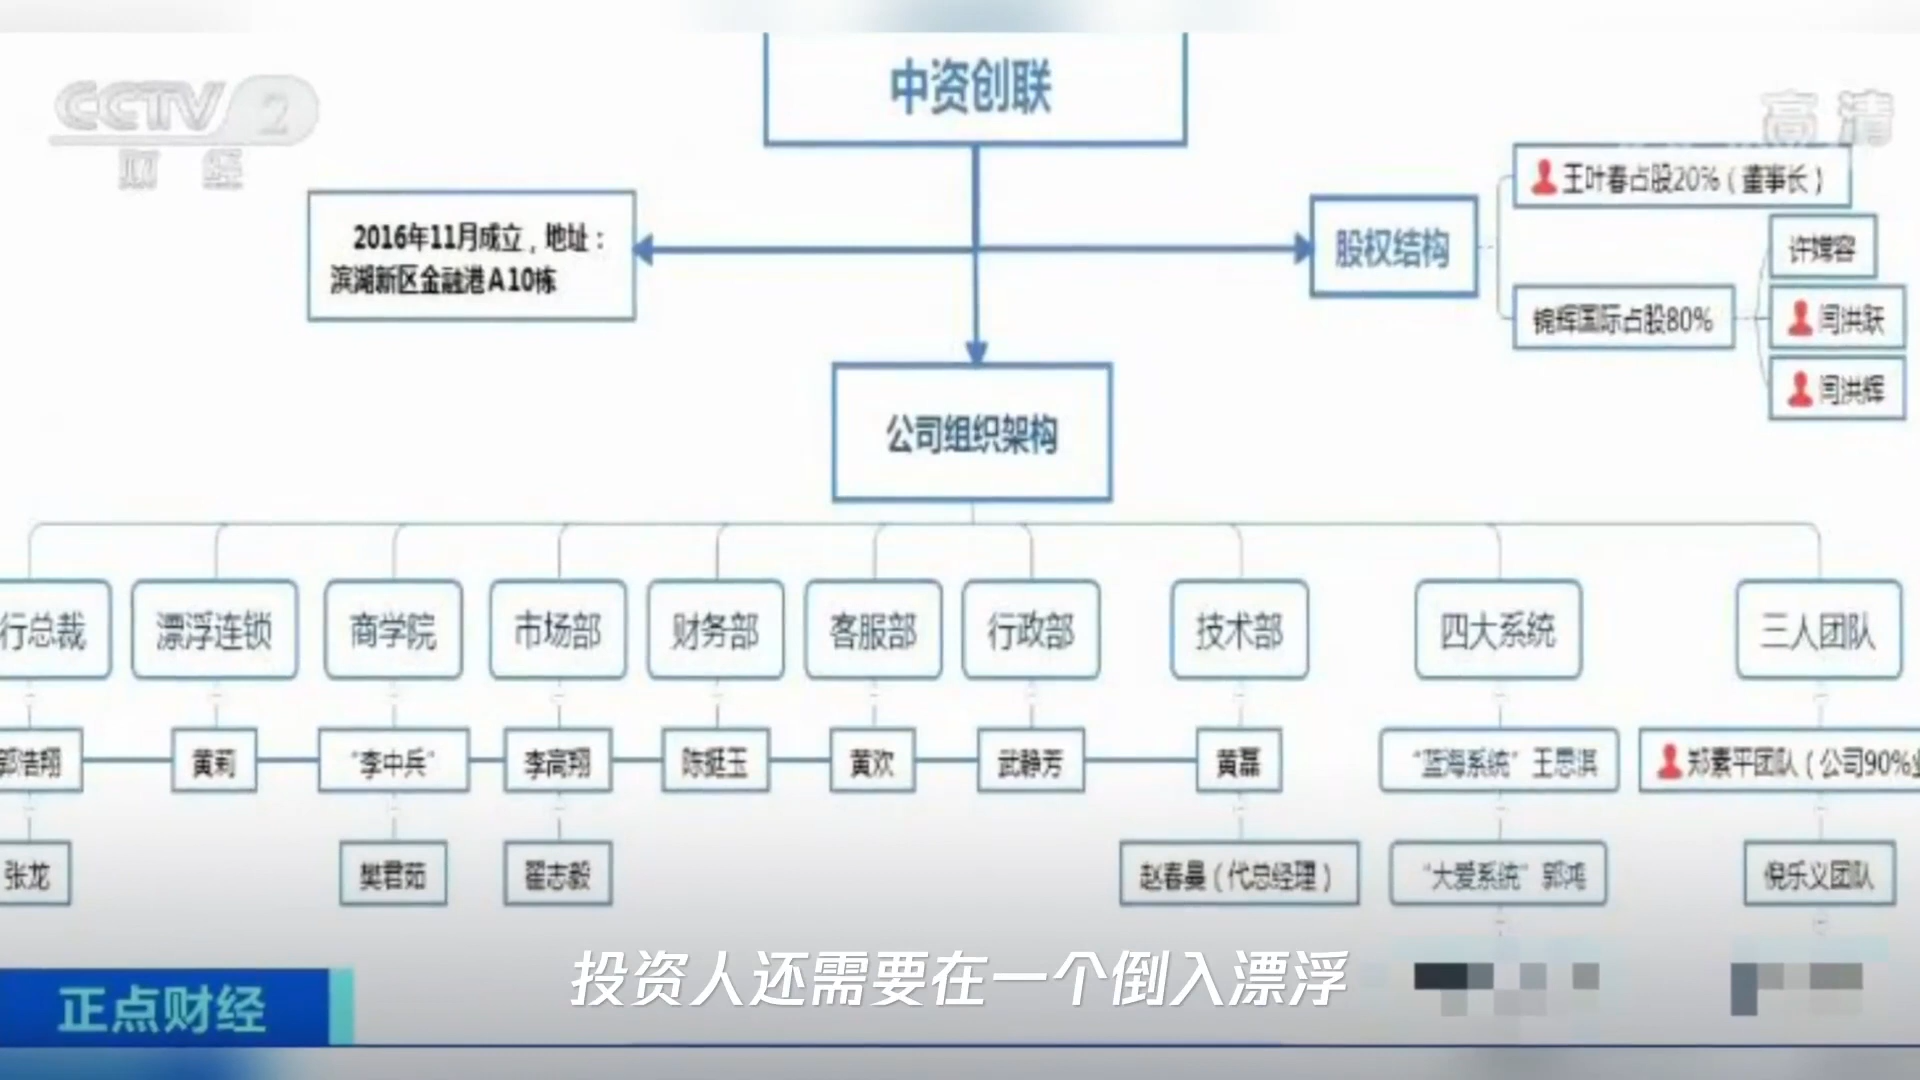 中资创联
CCTV 2
财 经
高 清
2016年11月成立，地址：
滨湖新区金融港A10栋
股权结构
王叶春占股20%（董事长）
锦辉国际占股80%
许嫦容
闫洪跃
闫洪辉
公司组织架构
行总裁
漂浮连锁
商学院
市场部
财务部
客服部
行政部
技术部
四大系统
三人团队
郭浩翔
黄莉
“李中兵”
李高翔
陈挺玉
黄欢
武静芳
黄磊
“蓝海系统”王思淇
郑素平团队（公司90%业
张龙
樊君茹
翟志毅
赵春曼（代总经理）
“大爱系统”郭鸿
倪乐义团队
投资人还需要在一个倒入漂浮
正点财经